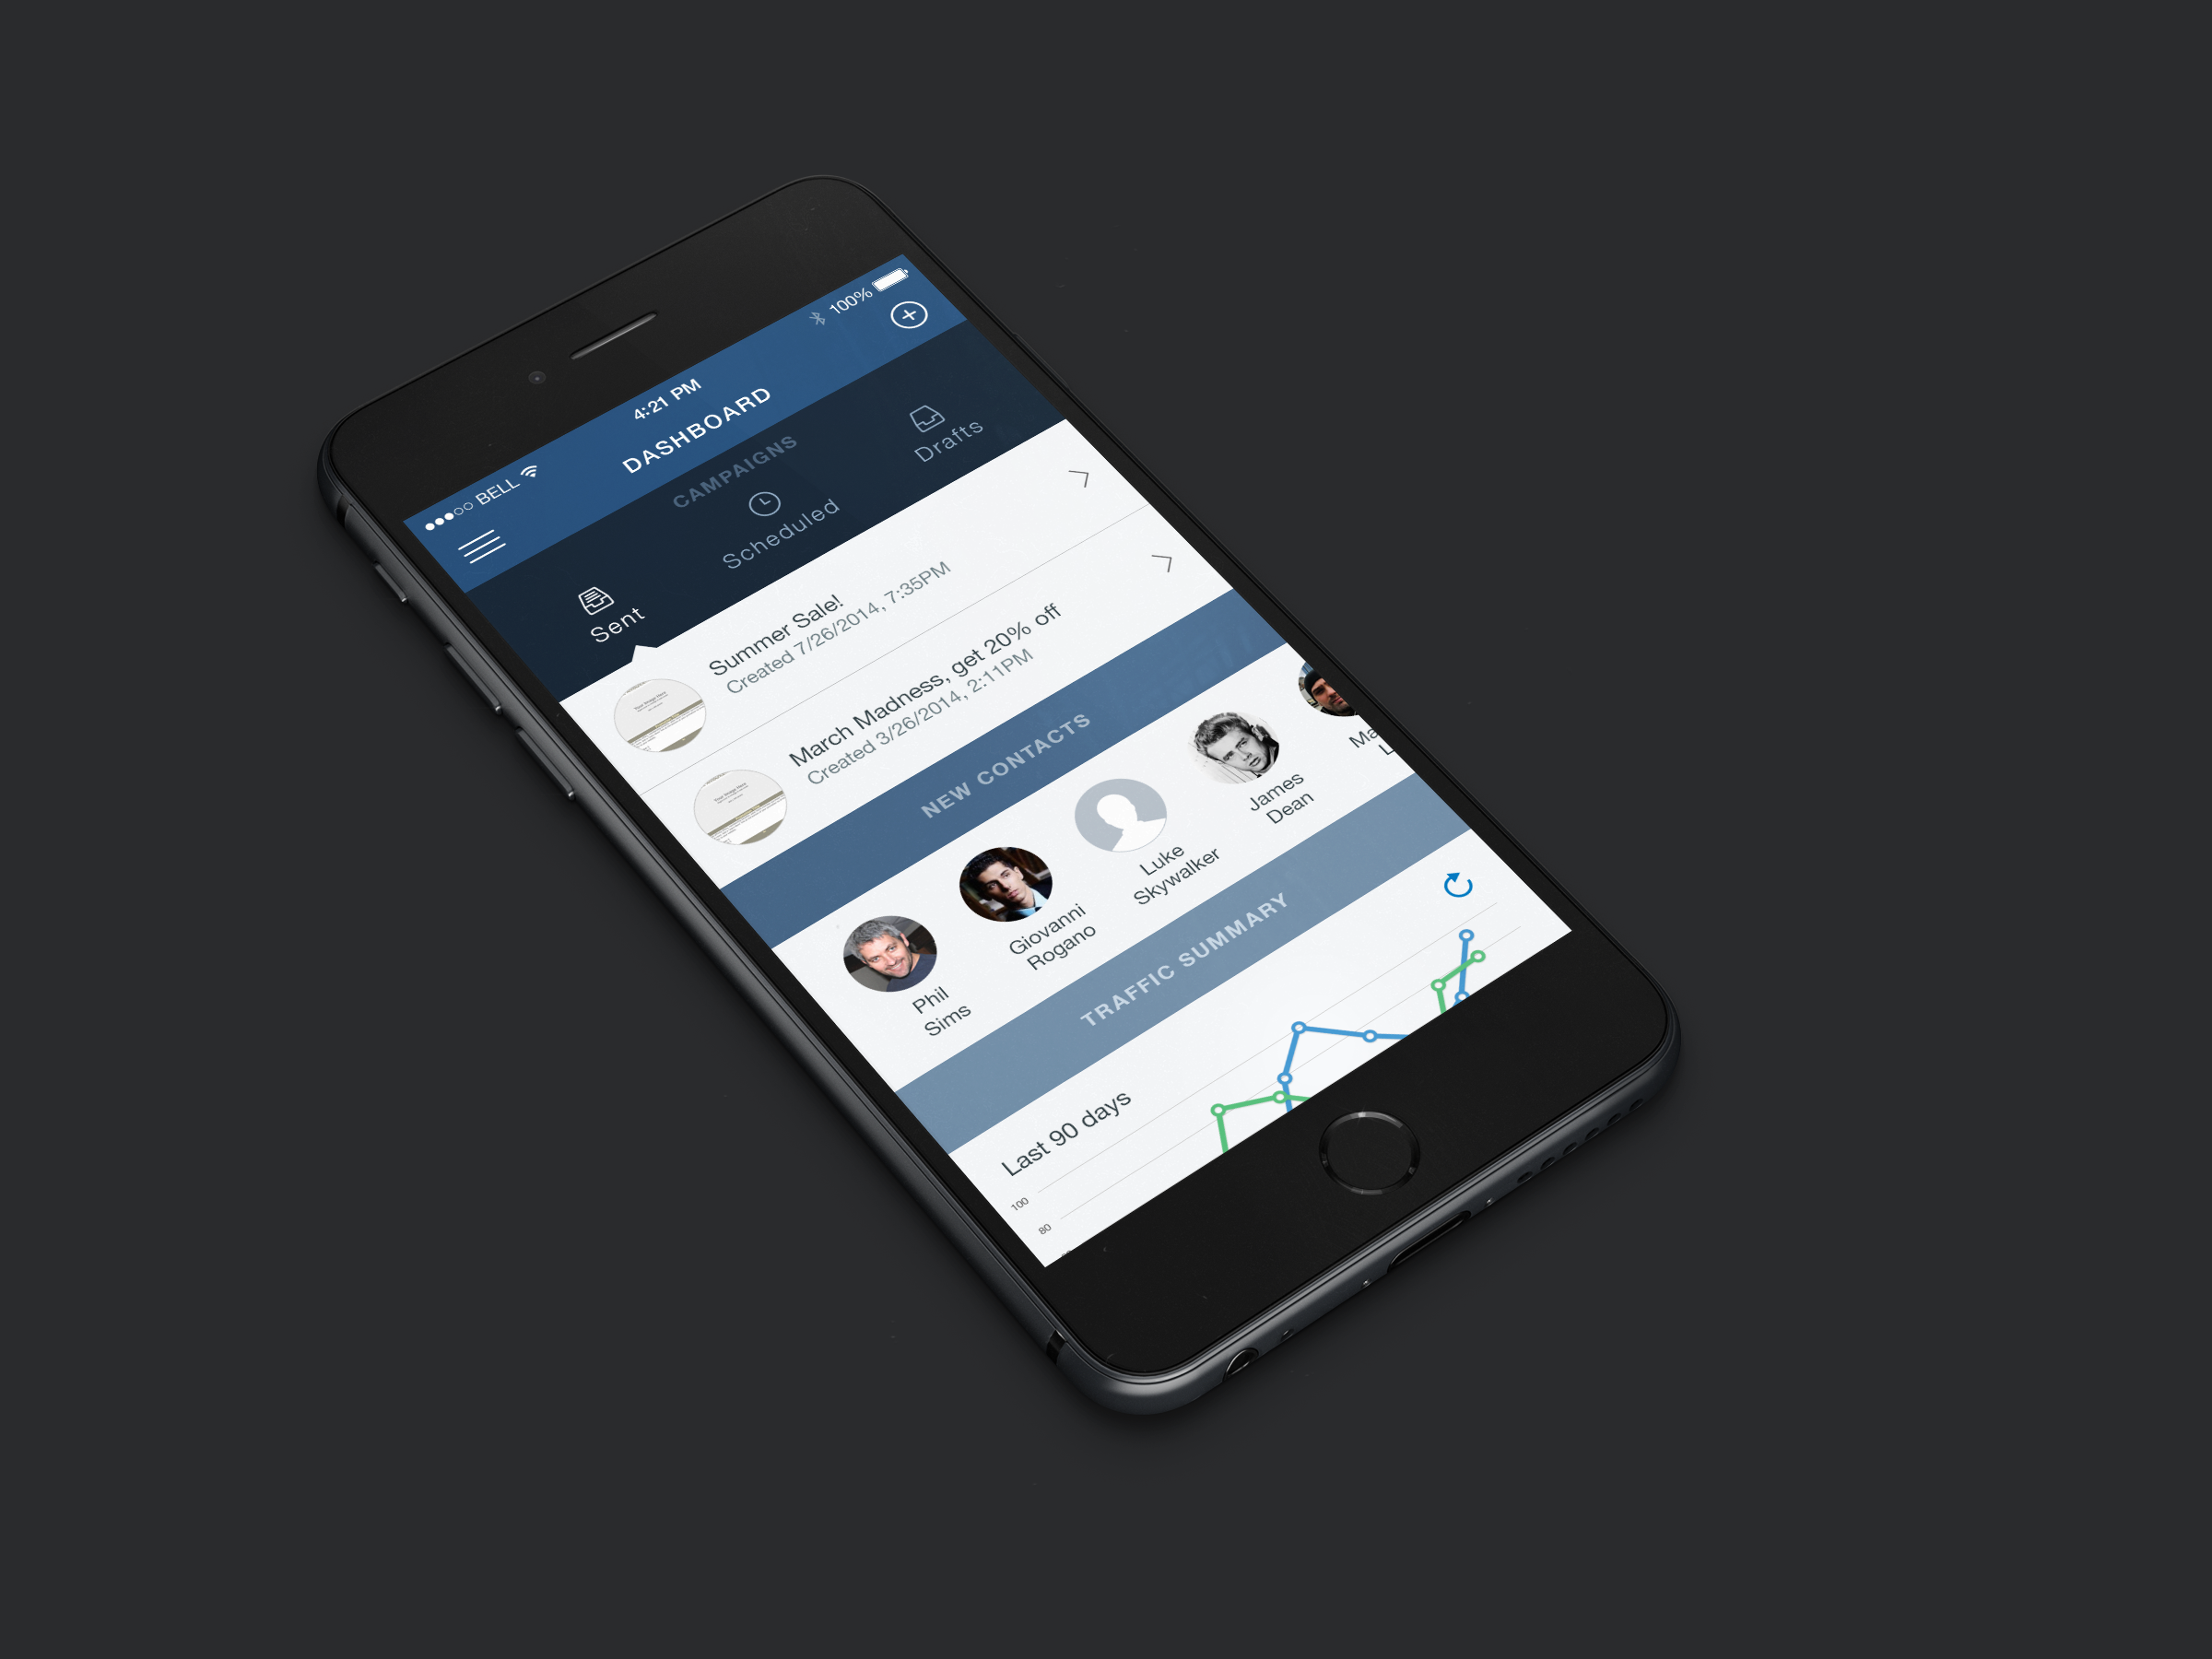 BELL
4:21 PM
100%
DASHBOARD
CAMPAIGNS
Sent
Scheduled
Drafts
Summer Sale!
Created 7/26/2014, 7:35PM
March Madness, get 20% off
Created 3/26/2014, 2:11PM
NEW CONTACTS
Phil
Sims
Giovanni
Rogano
Luke
Skywalker
James
Dean
Ma
L
TRAFFIC SUMMARY
Last 90 days
100
80